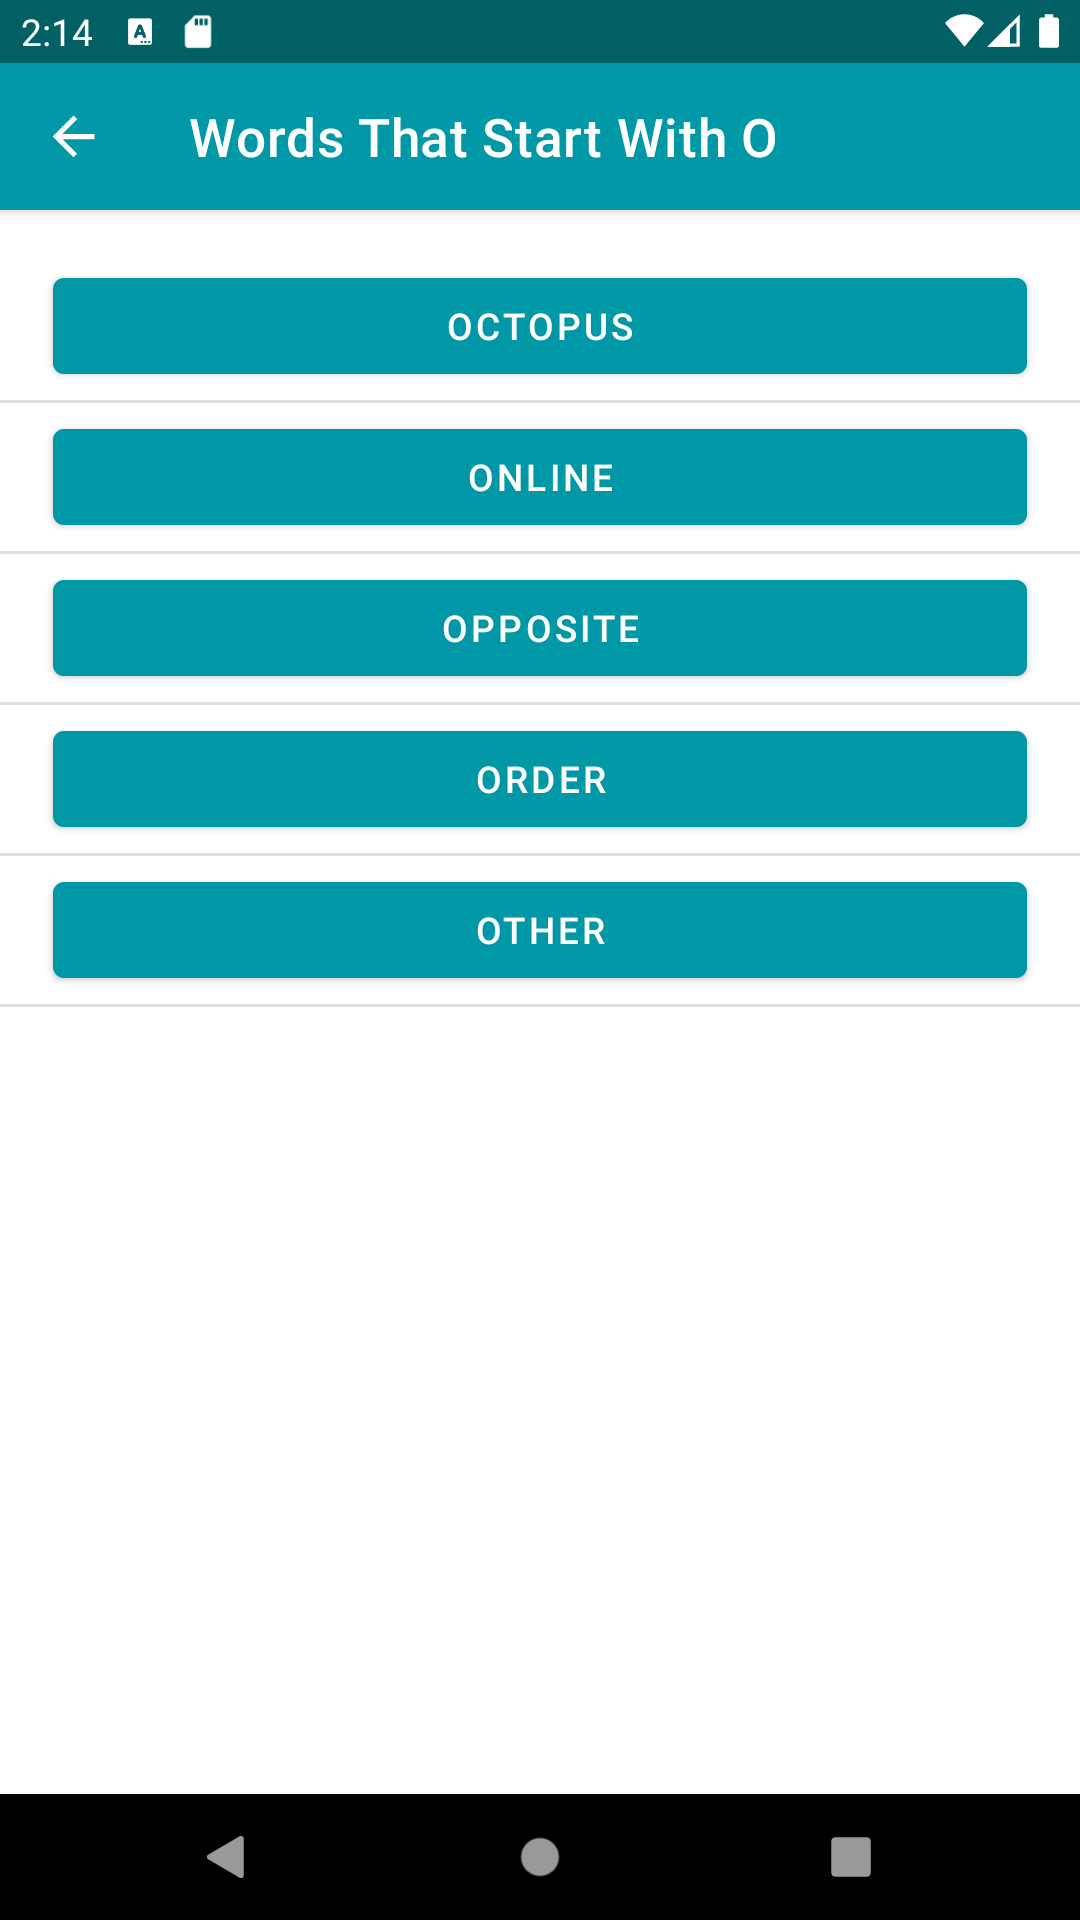 2:14
Words That Start With O
OCTOPUS
ONLINE
OPPOSITE
ORDER
OTHER